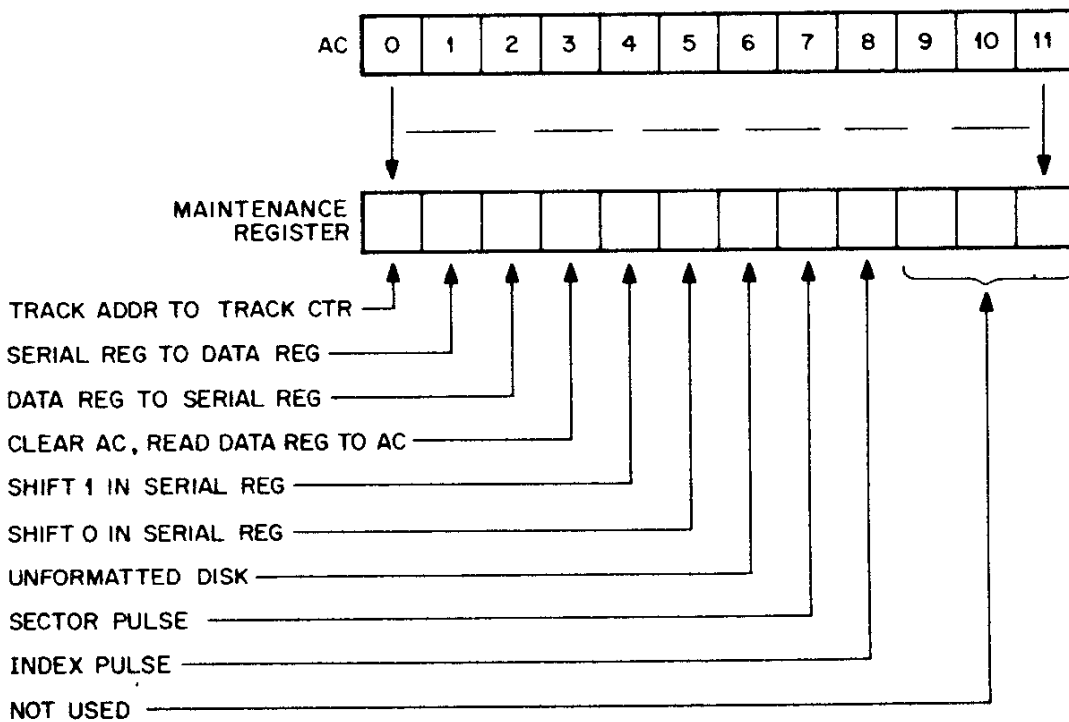 AC 0 1 2 3 4 5 6 7 8 9 10 11
MAINTENANCE
REGISTER
TRACK ADDR TO TRACK CTR
SERIAL REG TO DATA REG
DATA REG TO SERIAL REG
CLEAR AC, READ DATA REG TO AC
SHIFT 1 IN SERIAL REG
SHIFT 0 IN SERIAL REG
UNFORMATTED DISK
SECTOR PULSE
INDEX PULSE
NOT USED